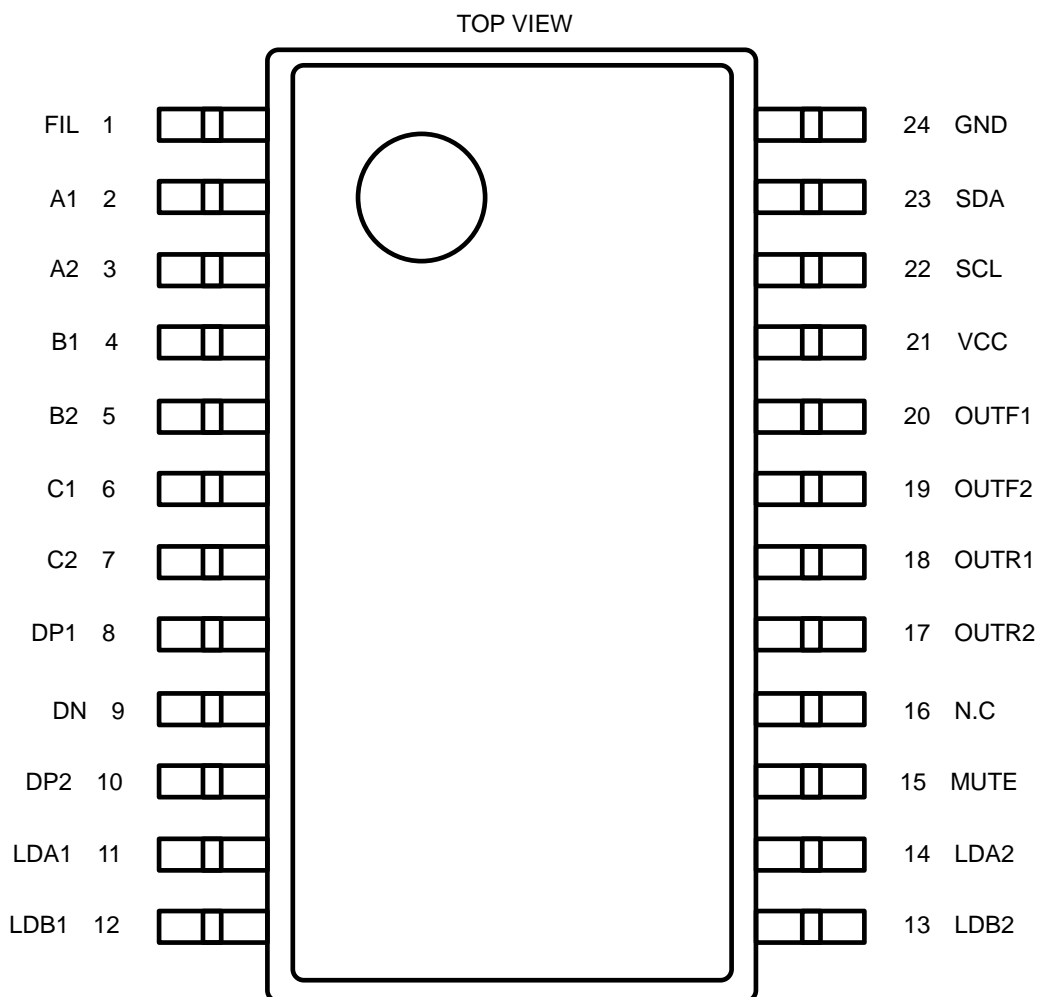 TOP VIEW
FIL 1
24 GND
A1 2
23 SDA
A2 3
22 SCL
B1 4
21 VCC
B2 5
20 OUTF1
C1 6
19 OUTF2
C2 7
18 OUTR1
DP1 8
17 OUTR2
DN 9
16 N.C
DP2 10
15 MUTE
LDA1 11
14 LDA2
LDB1 12
13 LDB2